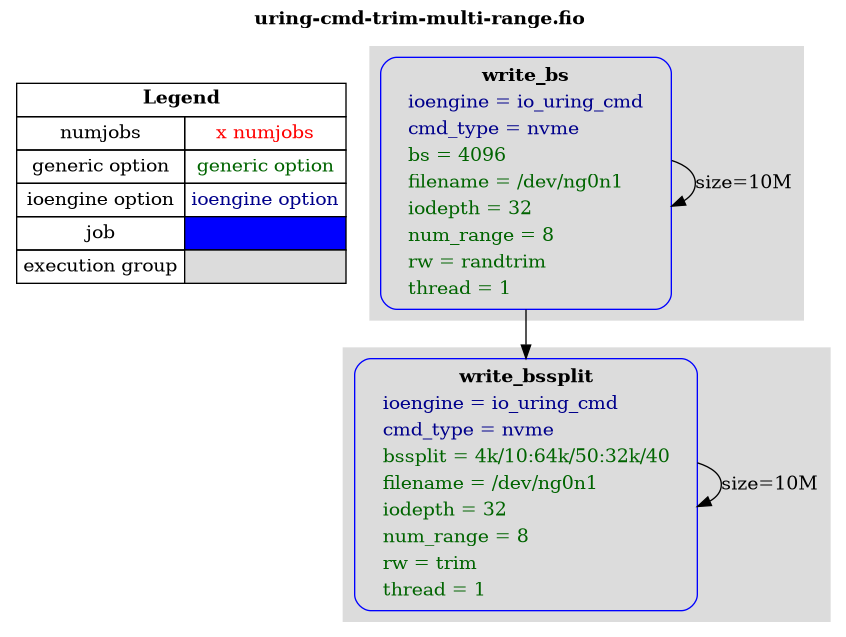 uring-cmd-trim-multi-range.fio
Legend
numjobs x numjobs
generic option generic option
ioengine option ioengine option
job
execution group
write_bs
ioengine = io_uring_cmd
cmd_type = nvme
bs = 4096
filename = /dev/ng0n1
iodepth = 32
num_range = 8
rw = randtrim
thread = 1
size=10M
write_bssplit
ioengine = io_uring_cmd
cmd_type = nvme
bssplit = 4k/10:64k/50:32k/40
filename = /dev/ng0n1
iodepth = 32
num_range = 8
rw = trim
thread = 1
size=10M